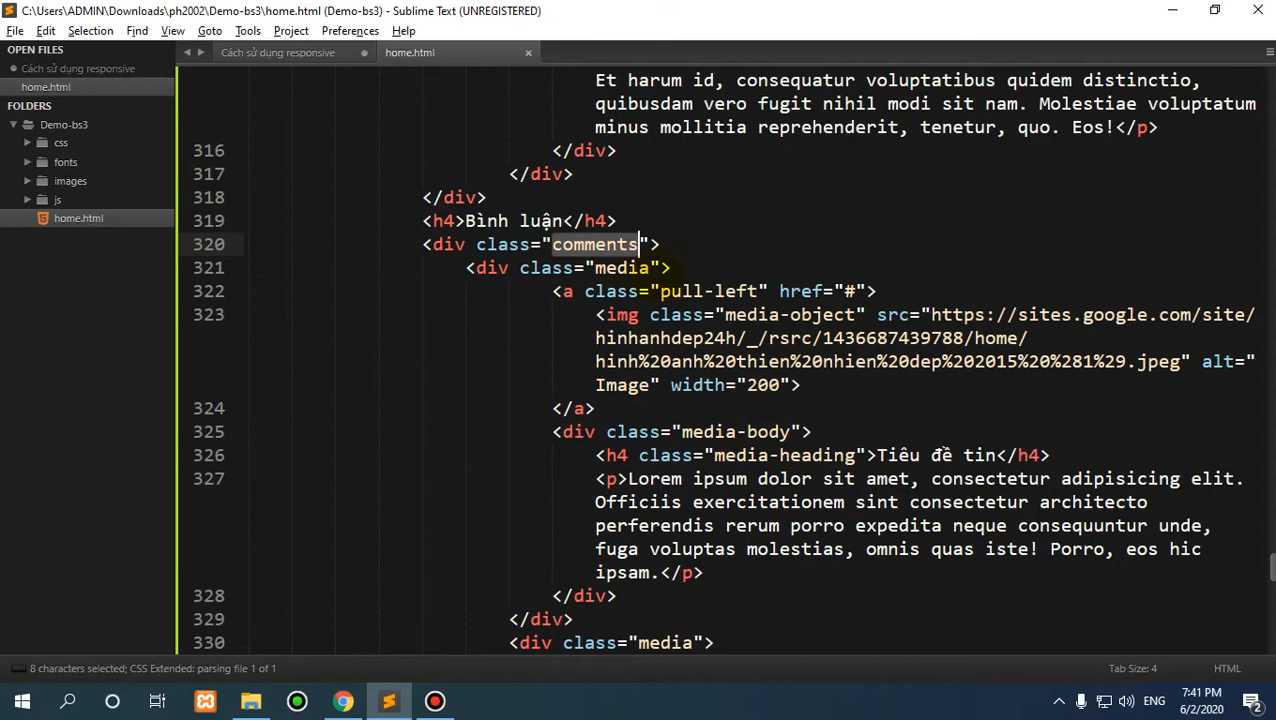 C:\Users\ADMIN\Downloads\ph2002\Demo-bs3\home.html (Demo-bs3) - Sublime Text (UNREGISTERED)
File Edit Selection Find View Goto Tools Project Preferences Help
OPEN FILES
Cách sử dụng responsive
home.html
FOLDERS
Demo-bs3
css
fonts
images
js
home.html
Cách sử dụng responsive home.html
Et harum id, consequatur voluptatibus quidem distinctio,
quibusdam vero fugit nihil modi sit nam. Molestiae voluptatum
minus mollitia reprehenderit, tenetur, quo. Eos!</p>
316 </div>
317 </div>
318 </div>
319 <h4>Bình luận</h4>
320 <div class="comments">
321 <div class="media">
322 <a class="pull-left" href="#">
323 <img class="media-object" src="https://sites.google.com/site/
hinhanhdep24h/_/rsrc/1436687439788/home/
hinh%20anh%20thien%20nhien%20dep%202015%20%281%29.jpeg" alt="
Image" width="200">
324 </a>
325 <div class="media-body">
326 <h4 class="media-heading">Tiêu đề tin</h4>
327 <p>Lorem ipsum dolor sit amet, consectetur adipisicing elit.
Officiis exercitationem sint consectetur architecto
perferendis rerum porro expedita neque consequuntur unde,
fuga voluptas molestias, omnis quas iste! Porro, eos hic
ipsam.</p>
328 </div>
329 </div>
330 <div class="media">
8 characters selected; CSS Extended: parsing file 1 of 1 Tab Size: 4 HTML
ENG 7:41 PM
6/2/2020 2